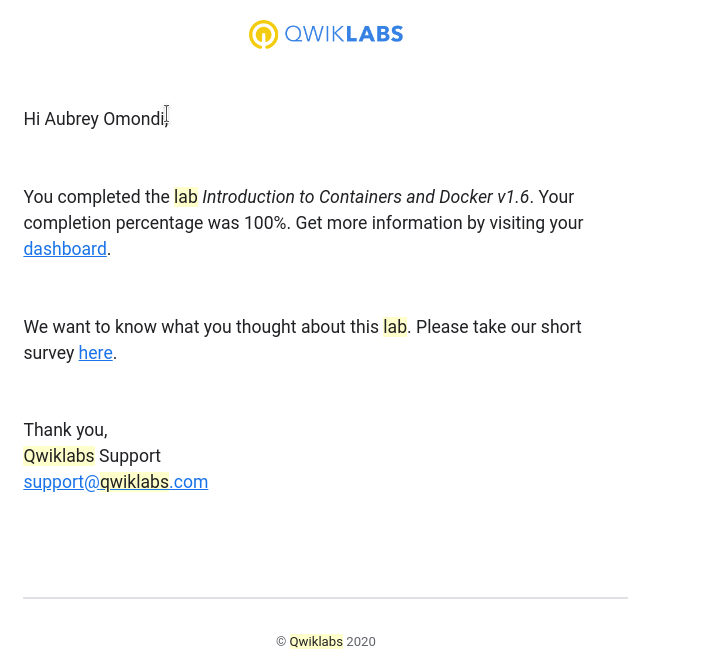 QWIKLABS
Hi Aubrey Omondi,
You completed the lab Introduction to Containers and Docker v1.6. Your
completion percentage was 100%. Get more information by visiting your
dashboard.
We want to know what you thought about this lab. Please take our short
survey here.
Thank you,
Qwiklabs Support
support@qwiklabs.com
© Qwiklabs 2020